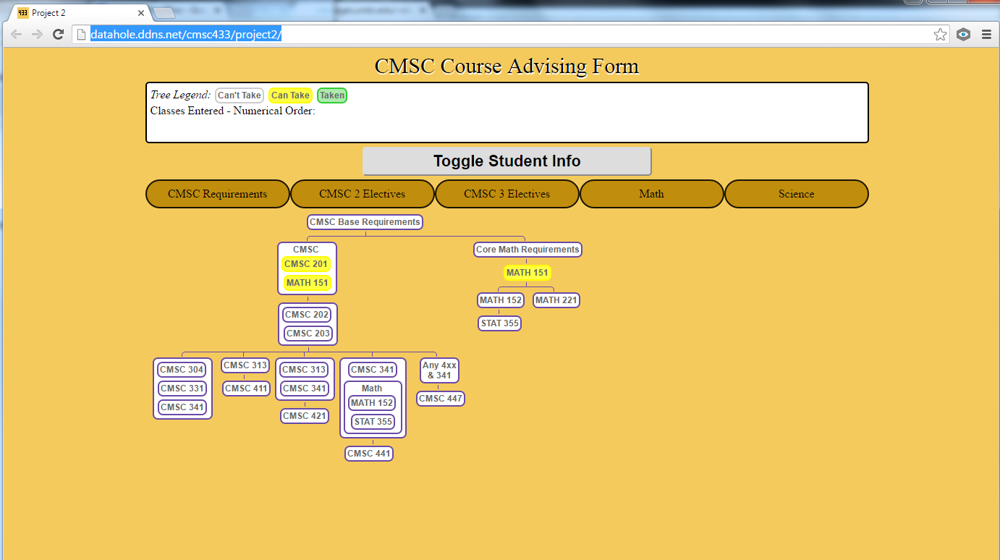 433 Project 2
datahole.ddns.net/cmsc433/project2/
CMSC Course Advising Form
Tree Legend: Can't Take Can Take Taken
Classes Entered - Numerical Order:
Toggle Student Info
CMSC Requirements CMSC 2 Electives CMSC 3 Electives Math Science
CMSC Base Requirements
CMSC
CMSC 201
MATH 151
CMSC 202
CMSC 203
CMSC 304
CMSC 331
CMSC 341
CMSC 313
CMSC 411
CMSC 313
CMSC 341
CMSC 421
CMSC 341
Math
MATH 152
STAT 355
CMSC 441
Any 4xx
& 341
CMSC 447
Core Math Requirements
MATH 151
MATH 152
STAT 355
MATH 221